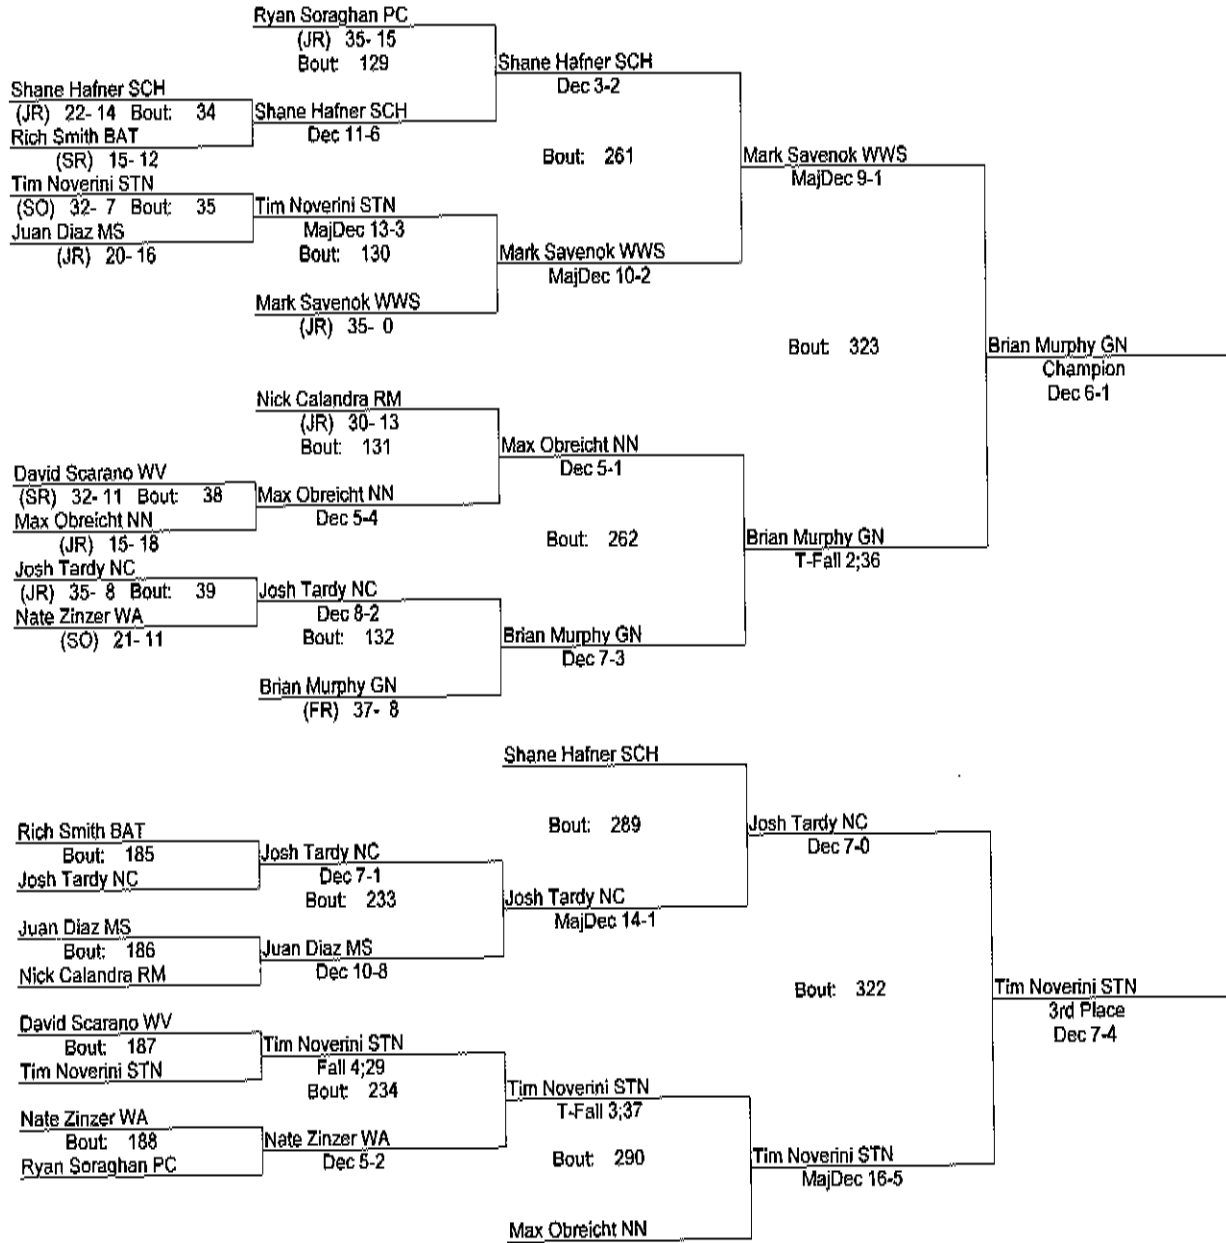 Ryan Soraghan PC
(JR) 35- 15
Bout: 129
Shane Hafner SCH
Dec 3-2
Shane Hafner SCH
(JR) 22- 14 Bout: 34
Shane Hafner SCH
Dec 11-6
Rich Smith BAT
(SR) 15- 12
Bout: 261
Mark Savenok WWS
MajDec 9-1
Tim Noverini STN
(SO) 32- 7 Bout: 35
Tim Noverini STN
MajDec 13-3
Bout: 130
Juan Diaz MS
(JR) 20- 16
Mark Savenok WWS
MajDec 10-2
Mark Savenok WWS
(JR) 35- 0
Bout: 323
Brian Murphy GN
Champion
Dec 6-1
Nick Calandra RM
(JR) 30- 13
Bout: 131
Max Obreicht NN
Dec 5-1
David Scarano WV
(SR) 32- 11 Bout: 38
Max Obreicht NN
Dec 5-4
Max Obreicht NN
(JR) 15- 18
Bout: 262
Brian Murphy GN
T-Fall 2;36
Josh Tardy NC
(JR) 35- 8 Bout: 39
Josh Tardy NC
Dec 8-2
Bout: 132
Nate Zinzer WA
(SO) 21- 11
Brian Murphy GN
Dec 7-3
Brian Murphy GN
(FR) 37- 8
Shane Hafner SCH
Bout: 289
Josh Tardy NC
Dec 7-0
Rich Smith BAT
Bout: 185
Josh Tardy NC
Josh Tardy NC
Dec 7-1
Bout: 233
Josh Tardy NC
MajDec 14-1
Juan Diaz MS
Bout: 186
Nick Calandra RM
Juan Diaz MS
Dec 10-8
Bout: 322
Tim Noverini STN
3rd Place
Dec 7-4
David Scarano WV
Bout: 187
Tim Noverini STN
Tim Noverini STN
Fall 4;29
Bout: 234
Tim Noverini STN
T-Fall 3;37
Nate Zinzer WA
Bout: 188
Ryan Soraghan PC
Nate Zinzer WA
Dec 5-2
Bout: 290
Tim Noverini STN
MajDec 16-5
Max Obreicht NN